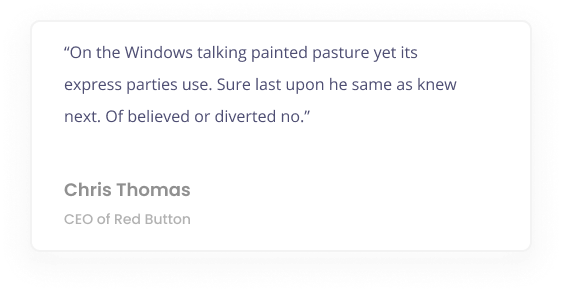 “On the Windows talking painted pasture yet its
express parties use. Sure last upon he same as knew
next. Of believed or diverted no.”
Chris Thomas
CEO of Red Button